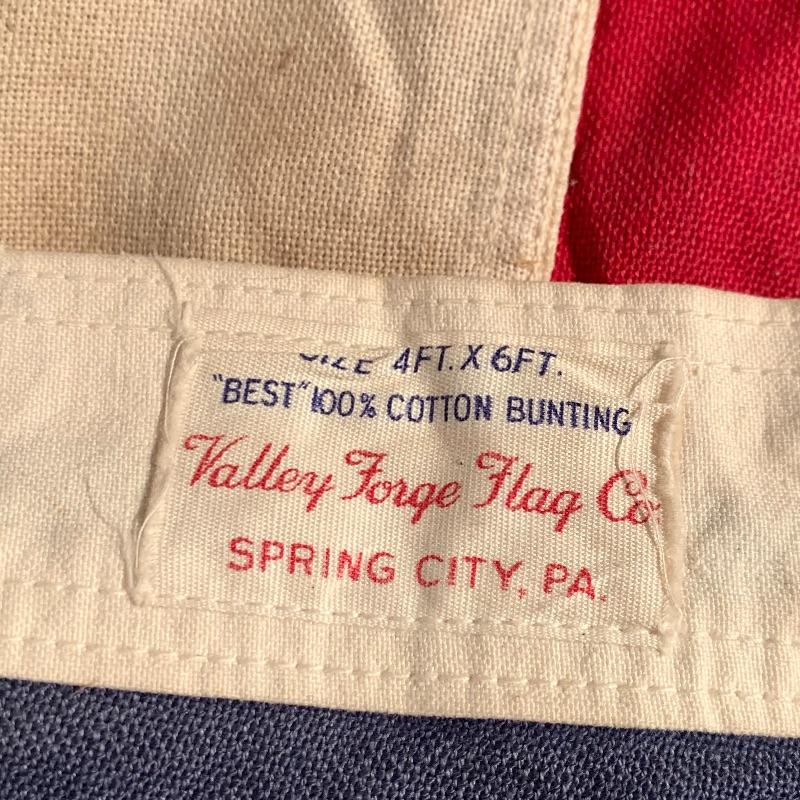 SIZE 4FT. X 6FT.
"BEST" 100% COTTON BUNTING
Valley Forge Flag Co.
SPRING CITY, PA.